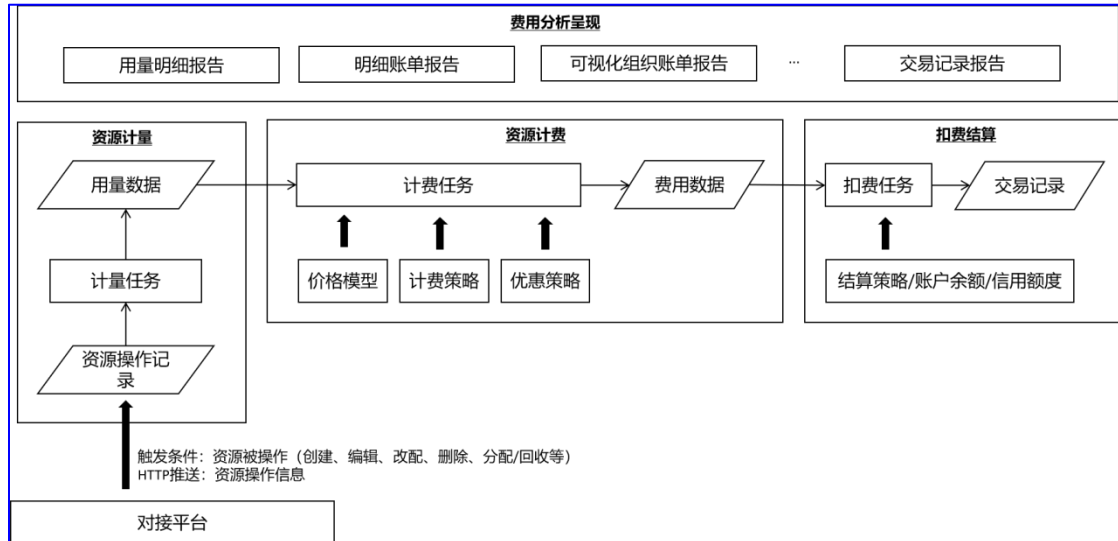 费用分析呈现
用量明细报告
明细账单报告
可视化组织账单报告
...
交易记录报告
资源计量
资源计费
扣费结算
用量数据
计费任务
费用数据
扣费任务
交易记录
计量任务
价格模型
计费策略
优惠策略
结算策略/账户余额/信用额度
资源操作记
录
触发条件：资源被操作（创建、编辑、改配、删除、分配/回收等）
HTTP推送：资源操作信息
对接平台